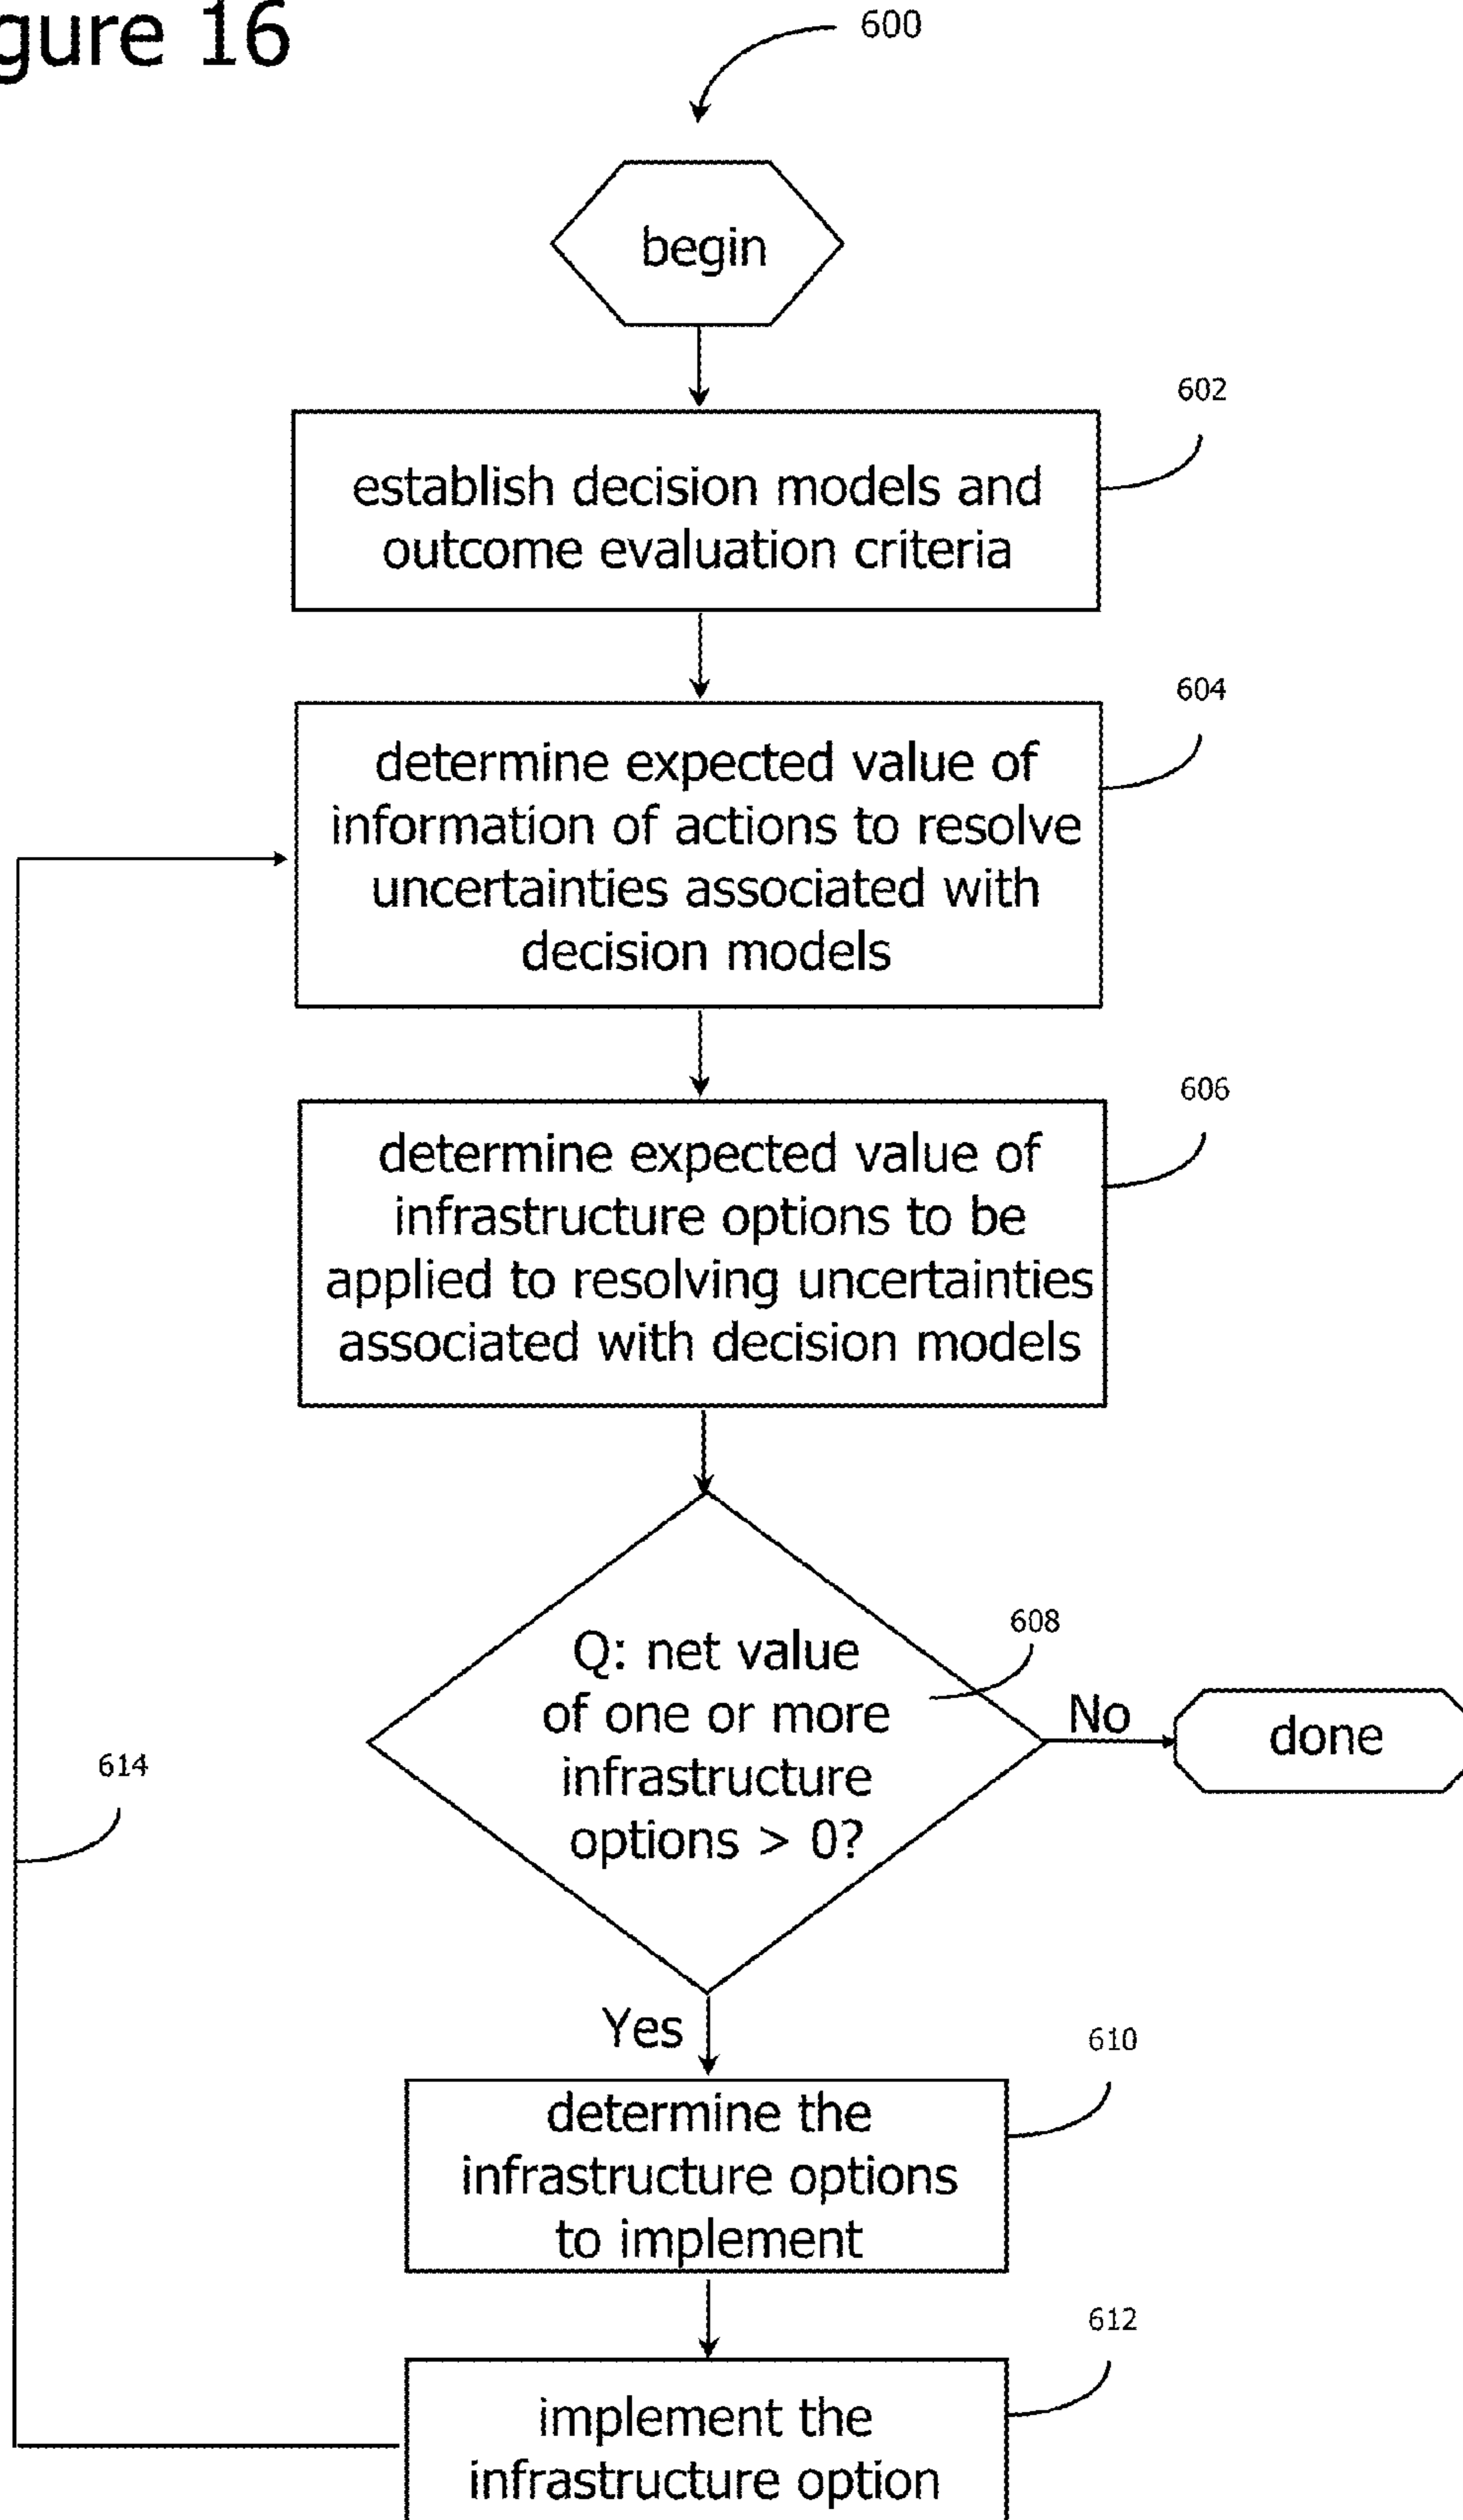 gure 16
600
begin
602
establish decision models and
outcome evaluation criteria
604
determine expected value of
information of actions to resolve
uncertainties associated with
decision models
606
determine expected value of
infrastructure options to be
applied to resolving uncertainties
associated with decision models
608
Q: net value
of one or more
infrastructure
options > 0?
No
done
614
Yes
610
determine the
infrastructure options
to implement
612
implement the
infrastructure option